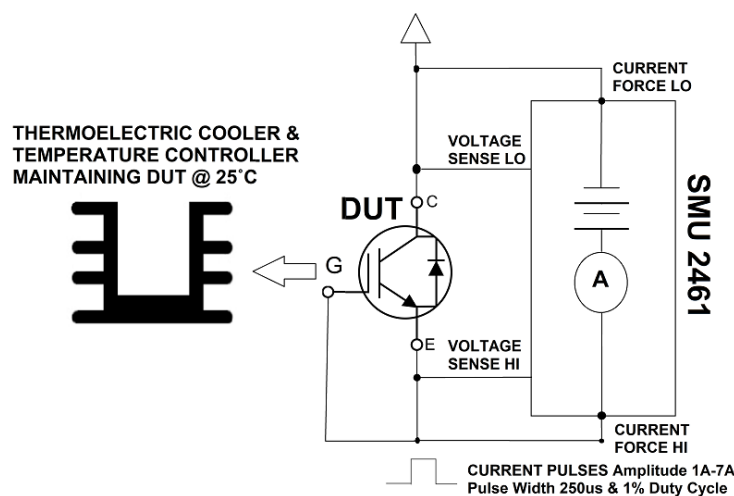 CURRENT
FORCE LO
THERMOELECTRIC COOLER &
TEMPERATURE CONTROLLER
MAINTAINING DUT @ 25˚C
VOLTAGE
SENSE LO
DUT
C
G
A
SMU 2461
E
VOLTAGE
SENSE HI
CURRENT
FORCE HI
CURRENT PULSES Amplitude 1A-7A
Pulse Width 250us & 1% Duty Cycle